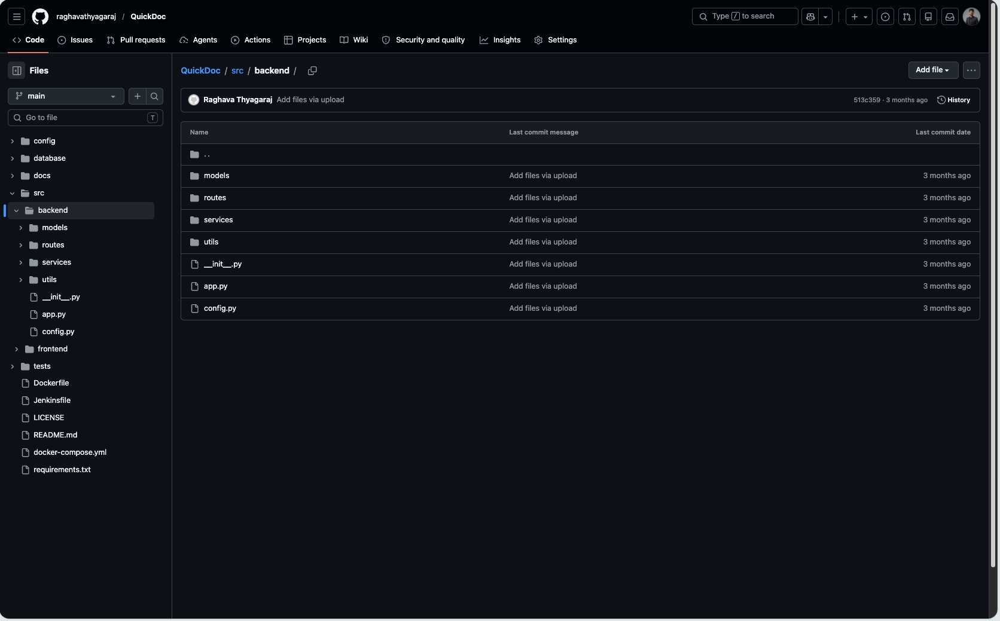 raghavathyagaraj / QuickDoc
Type / to search
Code Issues Pull requests Agents Actions Projects Wiki Security and quality Insights Settings
Files
main
Go to file T
config
database
docs
src
backend
models
routes
services
utils
__init__.py
app.py
config.py
frontend
tests
Dockerfile
Jenkinsfile
LICENSE
README.md
docker-compose.yml
requirements.txt
QuickDoc / src / backend /
Add file
Raghava Thyagaraj Add files via upload 513c359 · 3 months ago History
Name Last commit message Last commit date
..
models Add files via upload 3 months ago
routes Add files via upload 3 months ago
services Add files via upload 3 months ago
utils Add files via upload 3 months ago
__init__.py Add files via upload 3 months ago
app.py Add files via upload 3 months ago
config.py Add files via upload 3 months ago